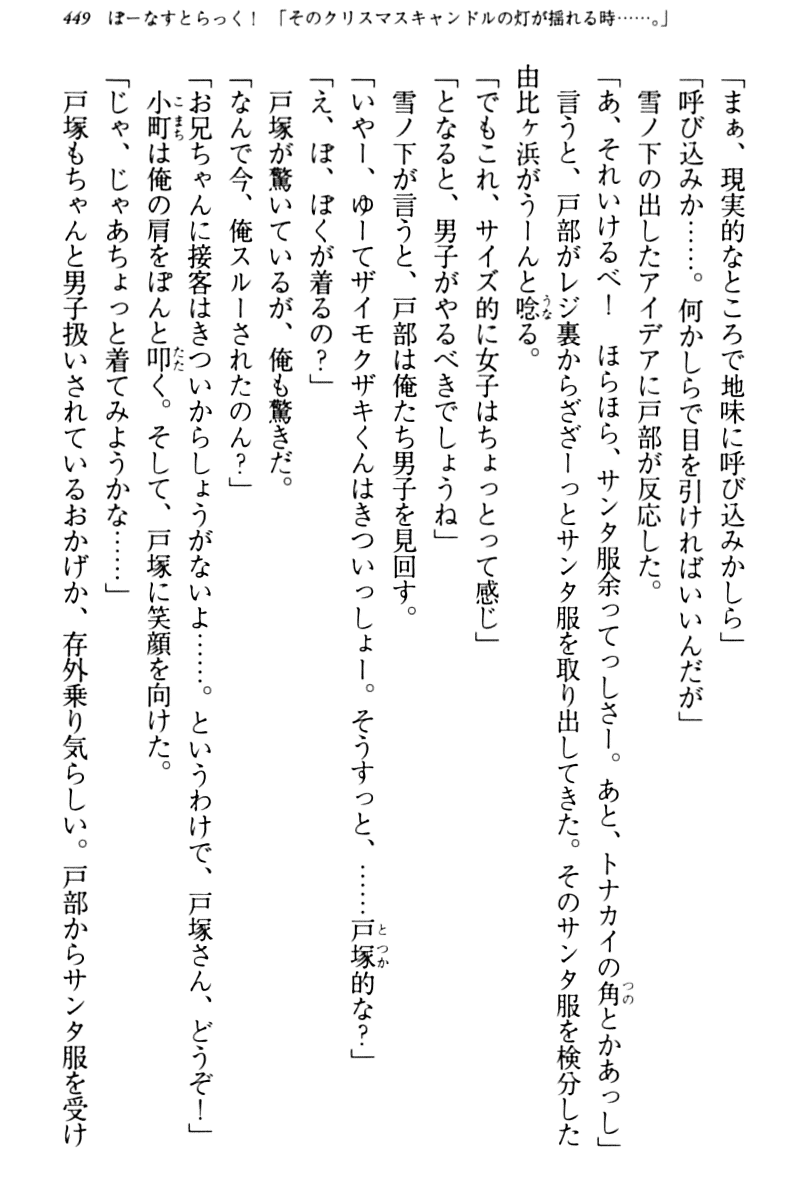 449 ぼーなすとらっく！ 「そのクリスマスキャンドルの灯が揺れる時……。」
「まぁ、現実的なところで地味に呼び込みかしら」
「呼び込みか……。何かしらで目を引ければいいんだが」
雪ノ下の出したアイデアに戸部が反応した。
「あ、それいけるべ！　ほらほら、サンタ服余ってっしさー。あと、トナカイの角とかあっし」
言うと、戸部がレジ裏からざざーっとサンタ服を取り出してきた。そのサンタ服を検分した
由比ヶ浜がうーんと唸る。
「でもこれ、サイズ的に女子はちょっとって感じ」
「となると、男子がやるべきでしょうね」
雪ノ下が言うと、戸部は俺たち男子を見回す。
「いやー、ゆーてザイモクザキくんはきついっしょー。そうすっと、……戸塚的な？」
「え、ぼ、ぼくが着るの？」
戸塚が驚いているが、俺も驚きだ。
「なんで今、俺スルーされたのん？」
「お兄ちゃんに接客はきついからしょうがないよ……。というわけで、戸塚さん、どうぞ！」
小町は俺の肩をぽんと叩く。そして、戸塚に笑顔を向けた。
「じゃ、じゃあちょっと着てみようかな……」
戸塚もちゃんと男子扱いされているおかげか、存外乗り気らしい。戸部からサンタ服を受け